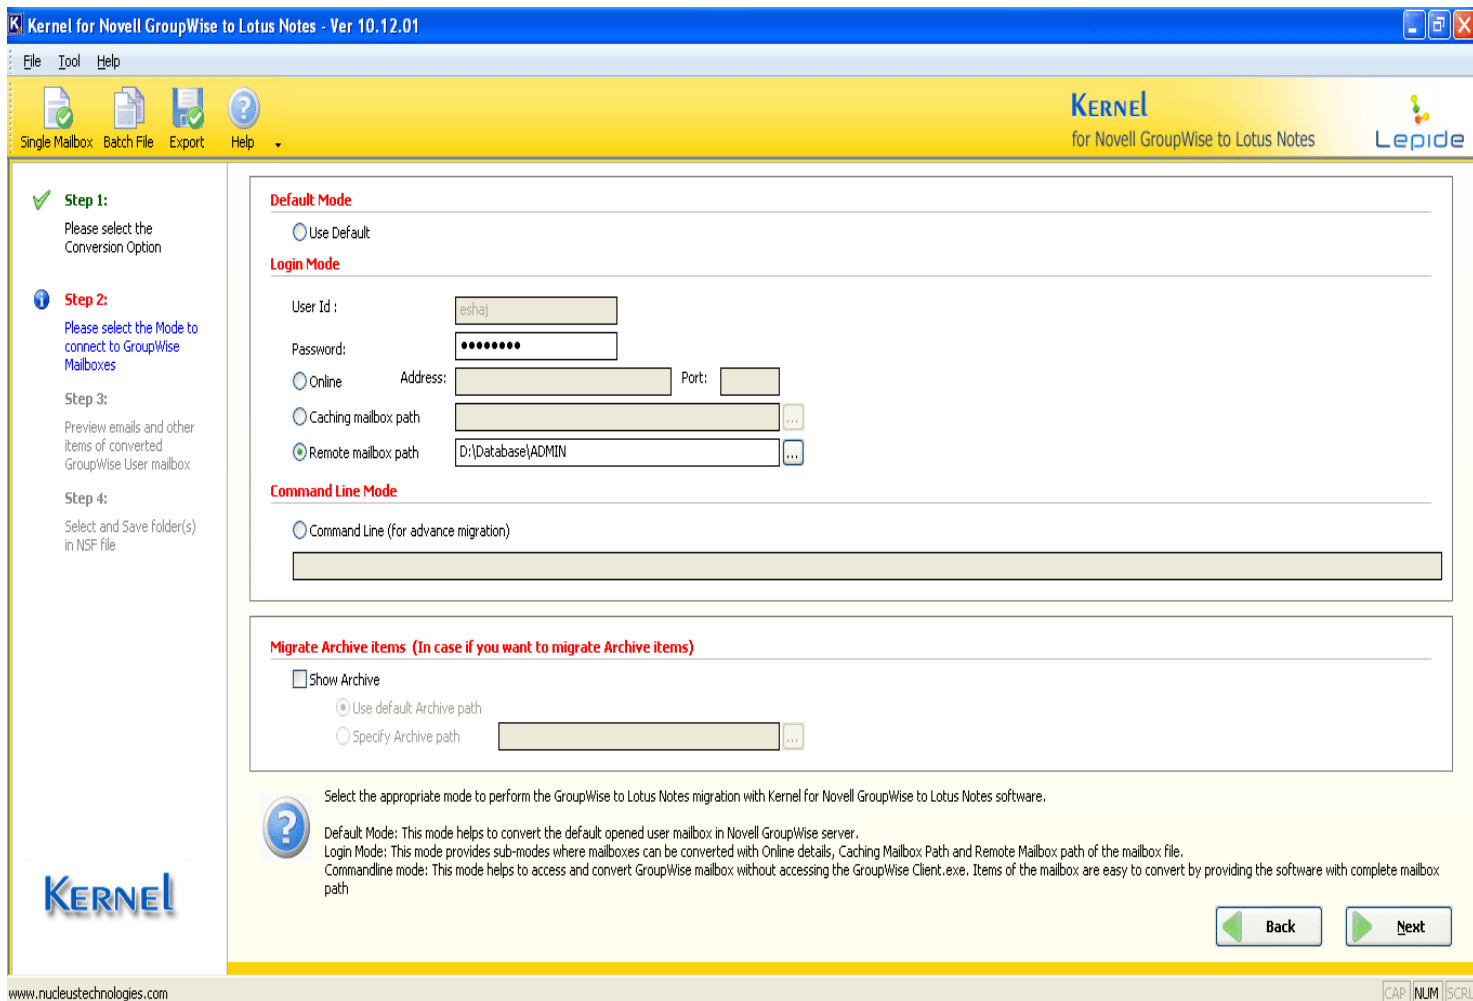 Kernel for Novell GroupWise to Lotus Notes - Ver 10.12.01
File Tool Help
Single Mailbox Batch File Export Help
KERNEL
for Novell GroupWise to Lotus Notes
Lepide
Step 1:
Please select the
Conversion Option
Step 2:
Please select the Mode to
connect to GroupWise
Mailboxes
Step 3:
Preview emails and other
items of converted
GroupWise User mailbox
Step 4:
Select and Save folder(s)
in NSF file
KERNEL
Default Mode
Use Default
Login Mode
User Id : eshaj
Password: ●●●●●●●●
Online Address: Port:
Caching mailbox path ...
Remote mailbox path D:\Database\ADMIN ...
Command Line Mode
Command Line (for advance migration)
Migrate Archive items (In case if you want to migrate Archive items)
Show Archive
Use default Archive path
Specify Archive path ...
Select the appropriate mode to perform the GroupWise to Lotus Notes migration with Kernel for Novell GroupWise to Lotus Notes software.
Default Mode: This mode helps to convert the default opened user mailbox in Novell GroupWise server.
Login Mode: This mode provides sub-modes where mailboxes can be converted with Online details, Caching Mailbox Path and Remote Mailbox path of the mailbox file.
Commandline mode: This mode helps to access and convert GroupWise mailbox without accessing the GroupWise Client.exe. Items of the mailbox are easy to convert by providing the software with complete mailbox
path
Back Next
www.nucleustechnologies.com
CAP NUM SCRL